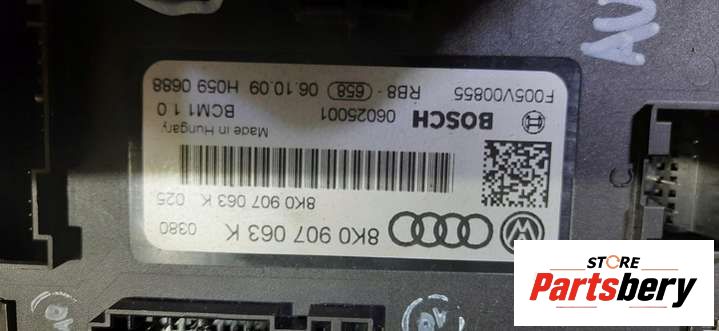 8K0 907 063 K 0380
8K0 907 063 K 025
Made in Hungary
BOSCH 06025001 BCM1 1.0
F005V00855 RB8- 658 06.10.09 H059 0688
AU
STORE
Partsbery